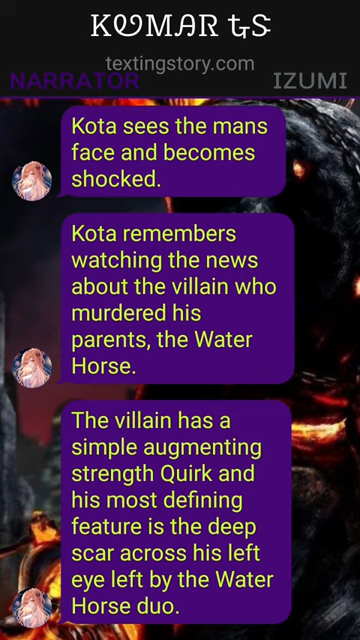 KᏬMᎯᏒ ᎿᏕ
textingstory.com
NARRATOR IZUMI
Kota sees the mans
face and becomes
shocked.
Kota remembers
watching the news
about the villain who
murdered his
parents, the Water
Horse.
The villain has a
simple augmenting
strength Quirk and
his most defining
feature is the deep
scar across his left
eye left by the Water
Horse duo.